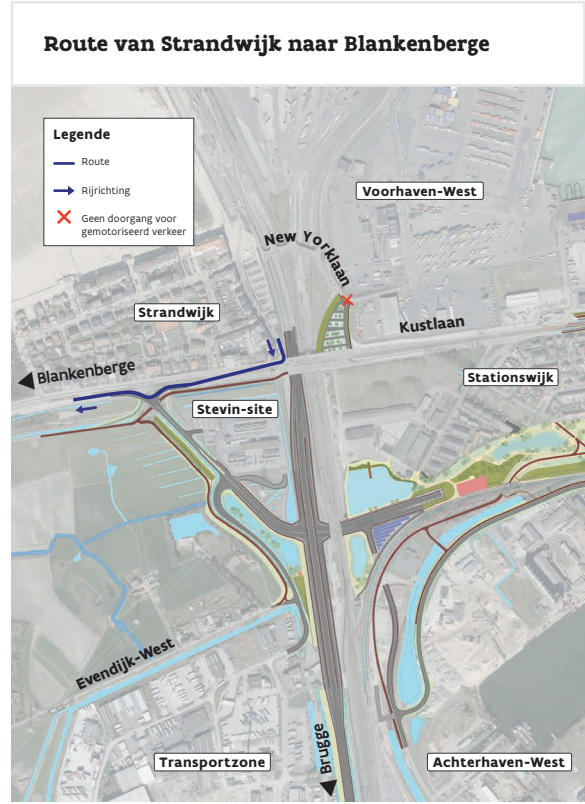 Route van Strandwijk naar Blankenberge
Legende
Route
Rijrichting
Geen doorgang voor
gemotoriseerd verkeer
Voorhaven-West
New Yorklaan
Strandwijk
Kustlaan
Blankenberge
Stationswijk
Stevin-site
Evendijk-West
Transportzone
Brugge
Achterhaven-West